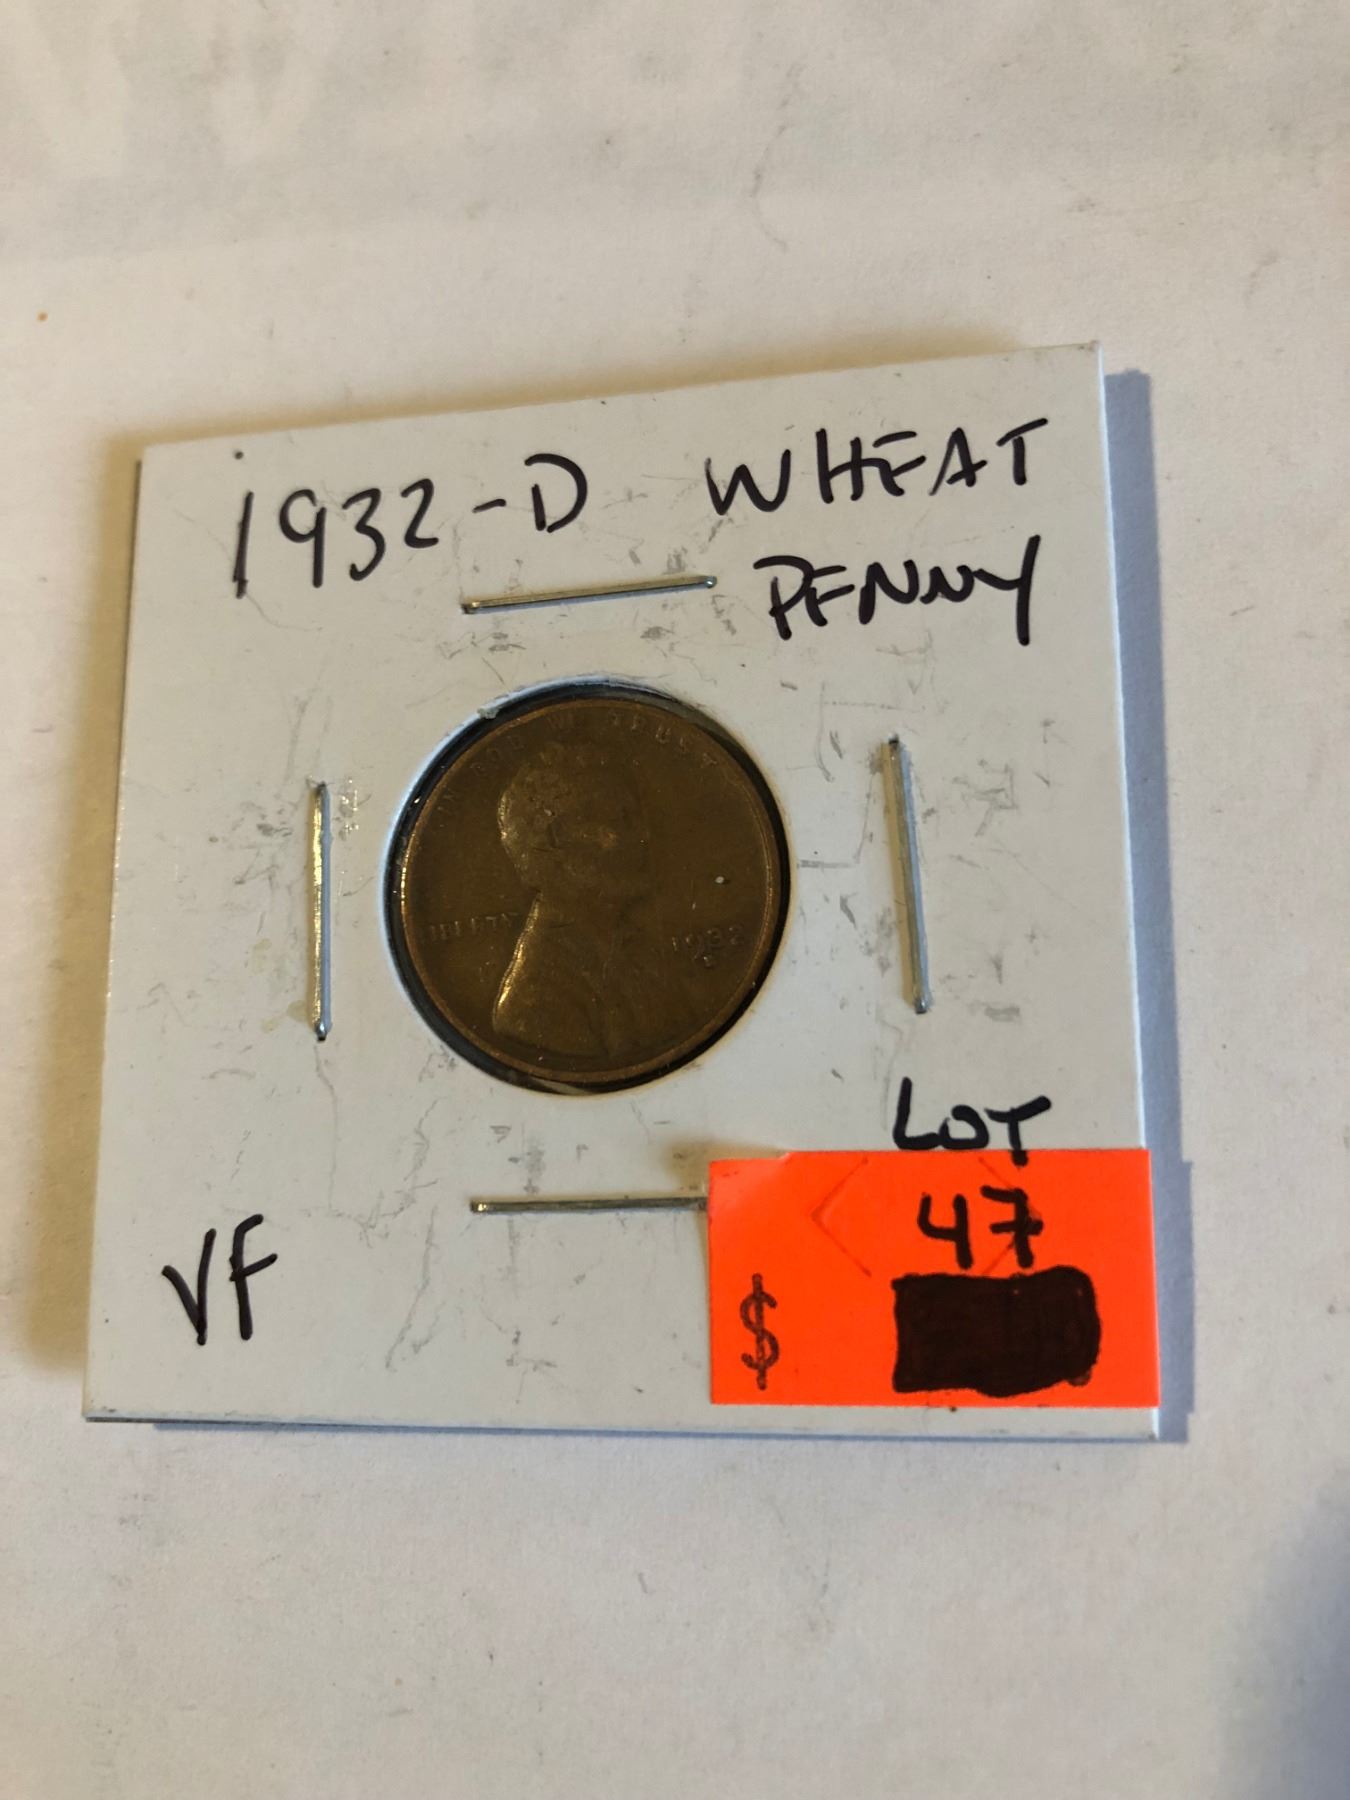 1932-D WHEAT
PENNY
IN GOD WE TRUST
LIBERTY
1932
D
VF
LOT
47
$